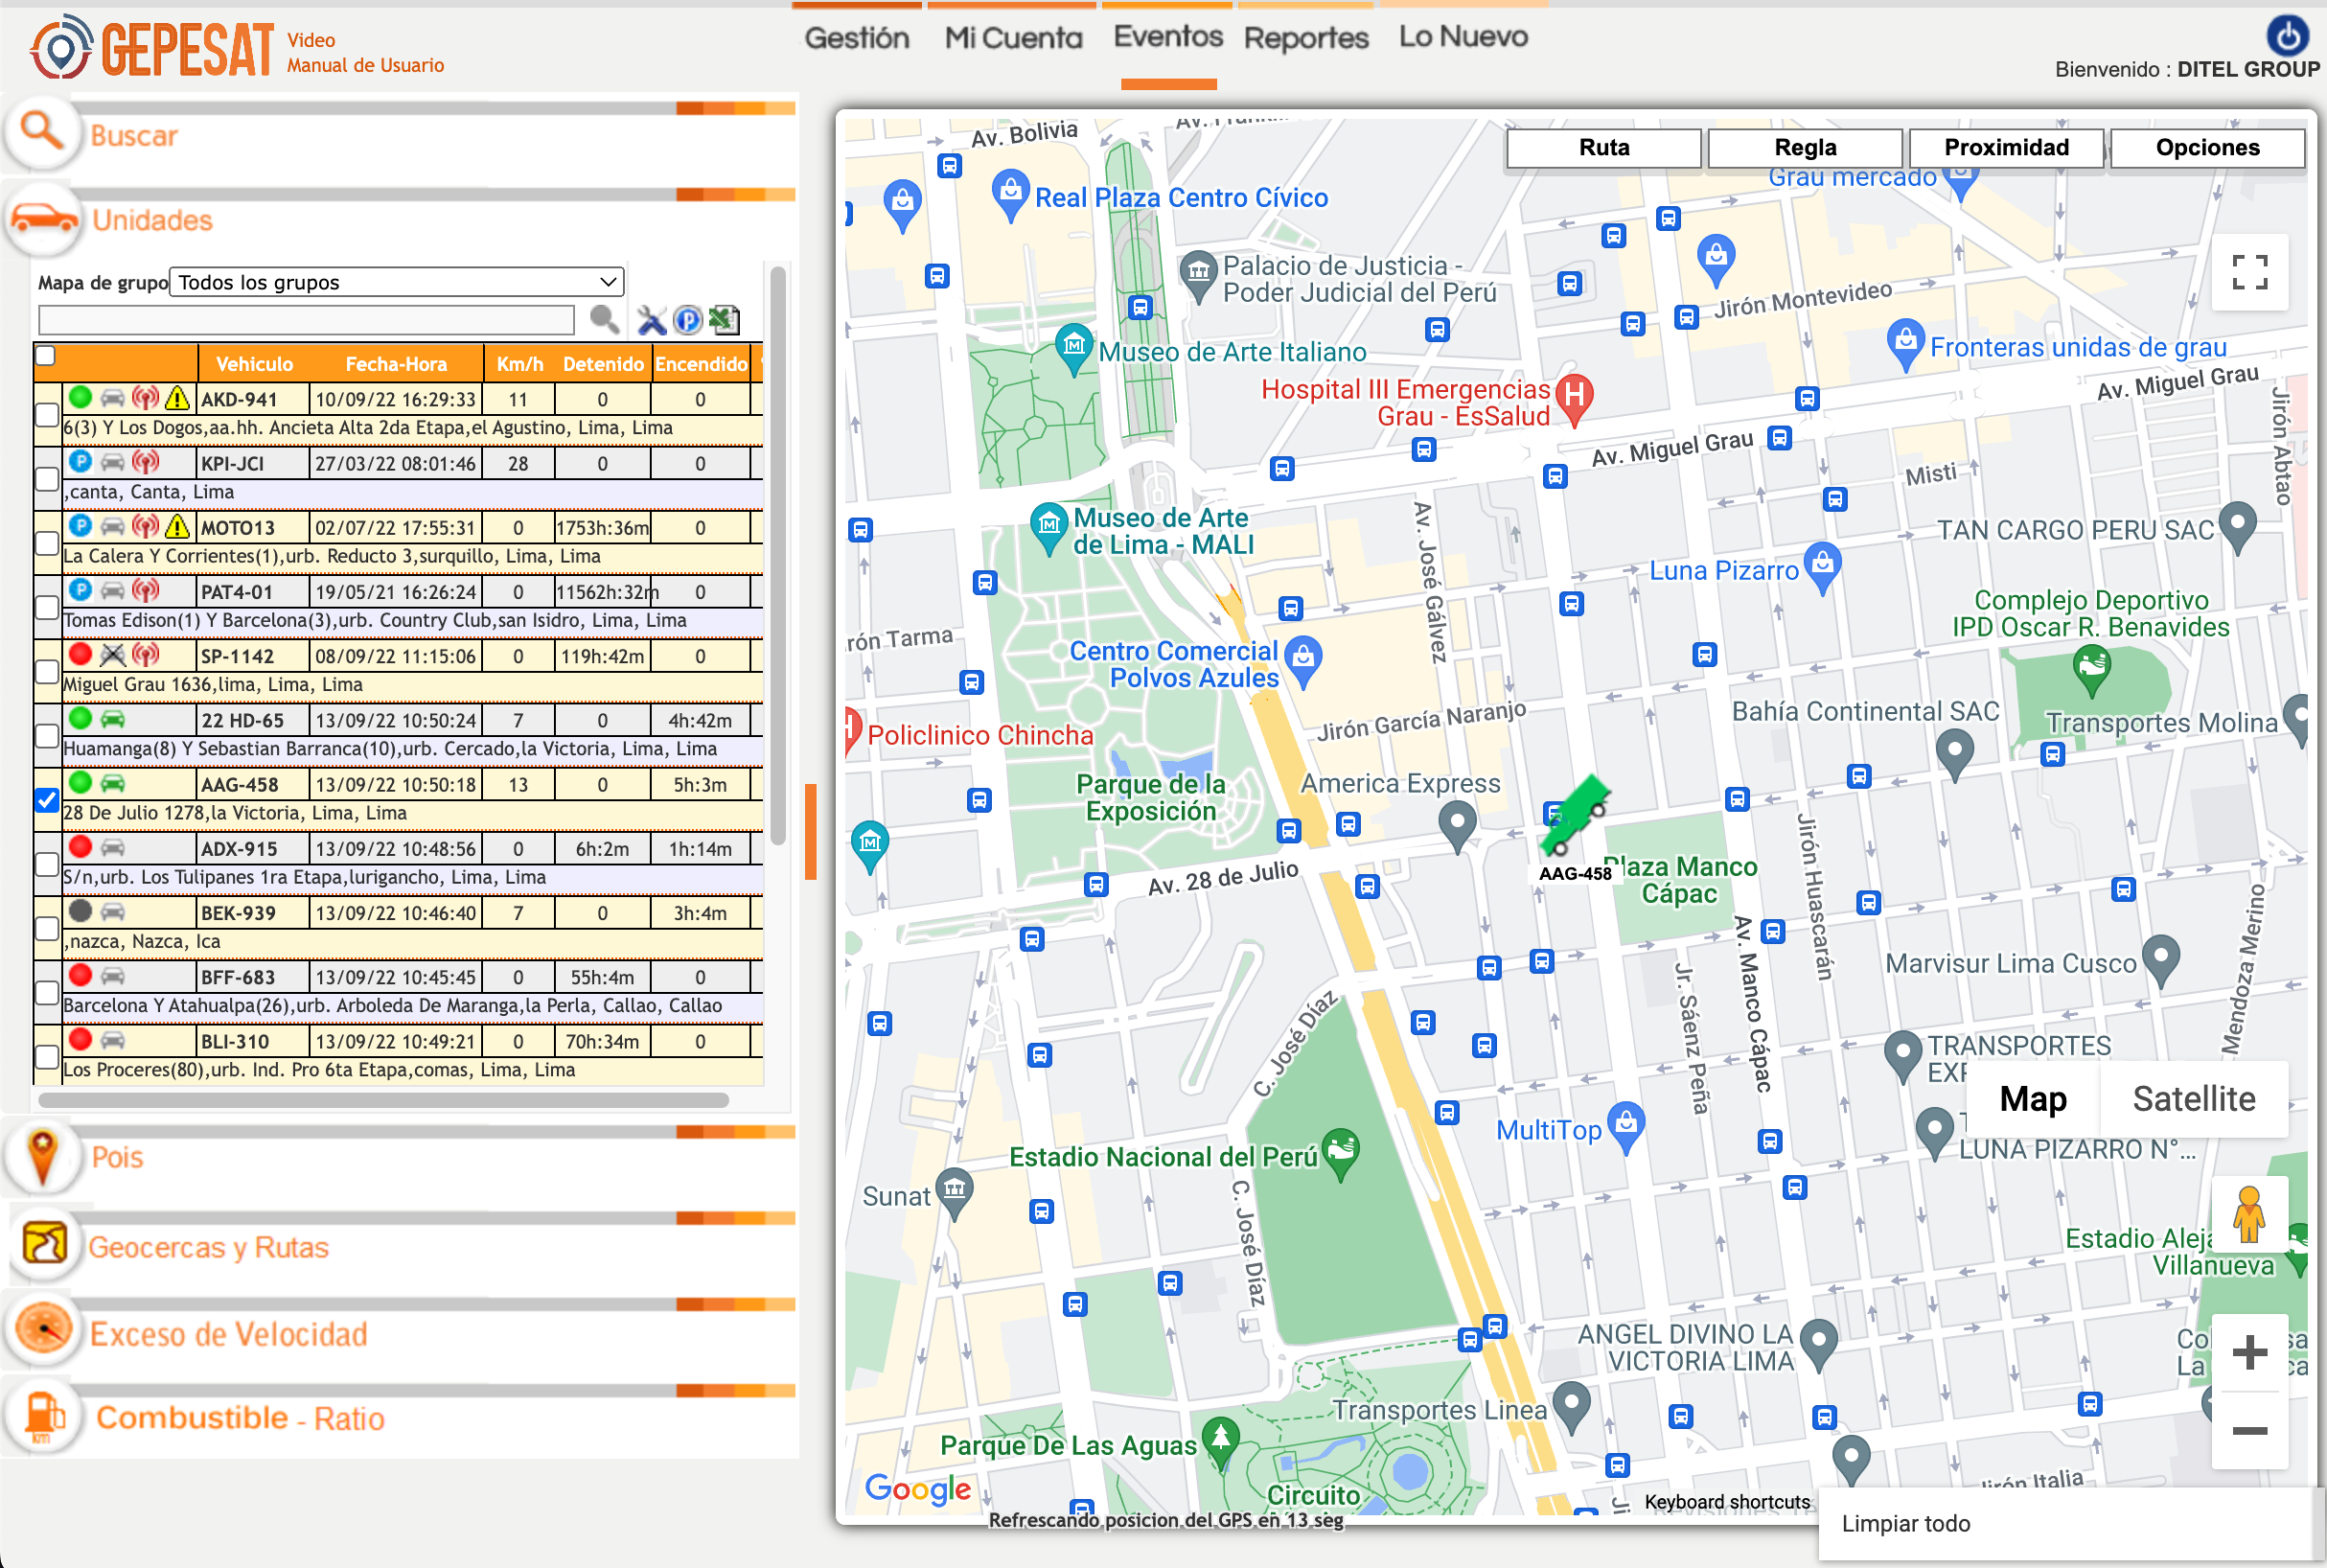 GEPESAT
Video
Manual de Usuario
Gestión
Mi Cuenta
Eventos
Reportes
Lo Nuevo
Bienvenido : DITEL GROUP
Buscar
Unidades
Mapa de grupo Todos los grupos
Vehiculo Fecha-Hora Km/h Detenido Encendido
AKD-941 10/09/22 16:29:33 11 0 0
6(3) Y Los Dogos,aa.hh. Ancieta Alta 2da Etapa,el Agustino, Lima, Lima
KPI-JCI 27/03/22 08:01:46 28 0 0
,canta, Canta, Lima
MOTO13 02/07/22 17:55:31 0 1753h:36m 0
La Calera Y Corrientes(1),urb. Reducto 3,surquillo, Lima, Lima
PAT4-01 19/05/21 16:26:24 0 11562h:32m 0
Tomas Edison(1) Y Barcelona(3),urb. Country Club,san Isidro, Lima, Lima
SP-1142 08/09/22 11:15:06 0 119h:42m 0
Miguel Grau 1636,lima, Lima, Lima
22 HD-65 13/09/22 10:50:24 7 0 4h:42m
Huamanga(8) Y Sebastian Barranca(10),urb. Cercado,la Victoria, Lima, Lima
AAG-458 13/09/22 10:50:18 13 0 5h:3m
28 De Julio 1278,la Victoria, Lima, Lima
ADX-915 13/09/22 10:48:56 0 6h:2m 1h:14m
S/n,urb. Los Tulipanes 1ra Etapa,lurigancho, Lima, Lima
BEK-939 13/09/22 10:46:40 7 0 3h:4m
,nazca, Nazca, Ica
BFF-683 13/09/22 10:45:45 0 55h:4m 0
Barcelona Y Atahualpa(26),urb. Arboleda De Maranga,la Perla, Callao, Callao
BLI-310 13/09/22 10:49:21 0 70h:34m 0
Los Proceres(80),urb. Ind. Pro 6ta Etapa,comas, Lima, Lima
Pois
Geocercas y Rutas
Exceso de Velocidad
Combustible - Ratio
Av. Bolivia
Ruta
Regla
Proximidad
Opciones
Grau mercado
Real Plaza Centro Cívico
Palacio de Justicia -
Poder Judicial del Perú
Jirón Montevideo
Museo de Arte Italiano
Fronteras unidas de grau
Hospital III Emergencias
Grau - EsSalud
Av. Miguel Grau
Av. Miguel Grau
Jirón Abtao
Misti
Museo de Arte
de Lima - MALI
Av. José Gálvez
TAN CARGO PERU SAC
Luna Pizarro
Complejo Deportivo
IPD Oscar R. Benavides
rón Tarma
Centro Comercial
Polvos Azules
Jirón García Naranjo
Bahía Continental SAC
Transportes Molina
Policlinico Chincha
Parque de la
Exposición
America Express
AAG-458
Plaza Manco
Cápac
Jirón Huascarán
Av. 28 de Julio
Av. Manco Cápac
Mendoza Merino
Marvisur Lima Cusco
Jr. Sáenz Peña
C. José Díaz
TRANSPORTES
EXP
Map
Satellite
LUNA PIZARRO N°...
MultiTop
Estadio Nacional del Perú
Sunat
C. José Díaz
Estadio Aleja
Villanueva
ANGEL DIVINO LA
VICTORIA LIMA
Co
La
Transportes Linea
Parque De Las Aguas
Circuito
Jirón Italia
Google
Keyboard shortcuts
Refrescando posicion del GPS en 13 seg
Limpiar todo